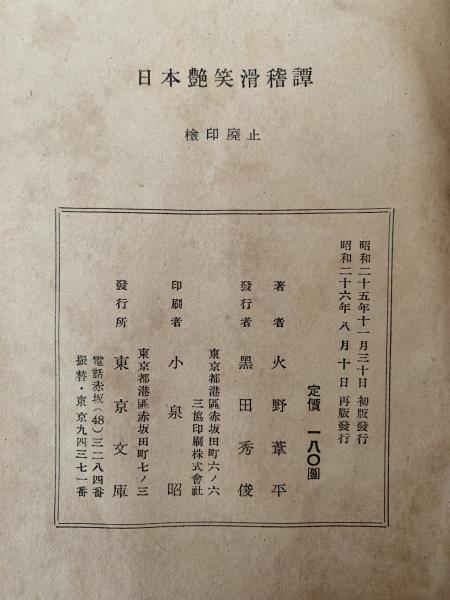 日本艷笑滑稽譚
檢印廢止
昭和二十五年十一月三十日 初版發行
昭和二十六年八月十日 再版發行
定價 一八〇圓
著者 火野葦平
發行者 黑田秀俊
東京都港區赤坂田町六ノ六
三協印刷株式會社
印刷者 小泉昭
東京都港區赤坂田町七ノ三
發行所 東京文庫
電話赤坂(48)三二八四番
振替・東京九四三七一番